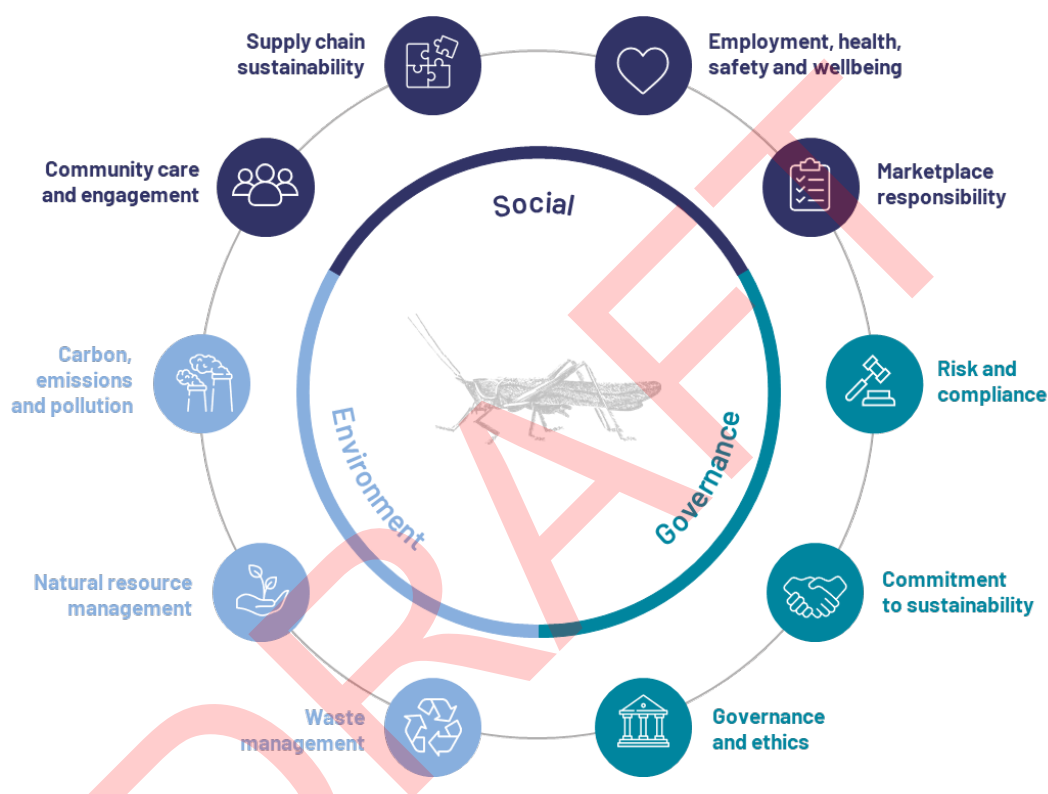 Supply chain
sustainability
Employment, health,
safety and wellbeing
Community care
and engagement
Marketplace
responsibility
Social
Carbon,
emissions
and pollution
Risk and
compliance
Environment
Governance
Natural resource
management
Commitment
to sustainability
Waste
management
Governance
and ethics
DRAFT